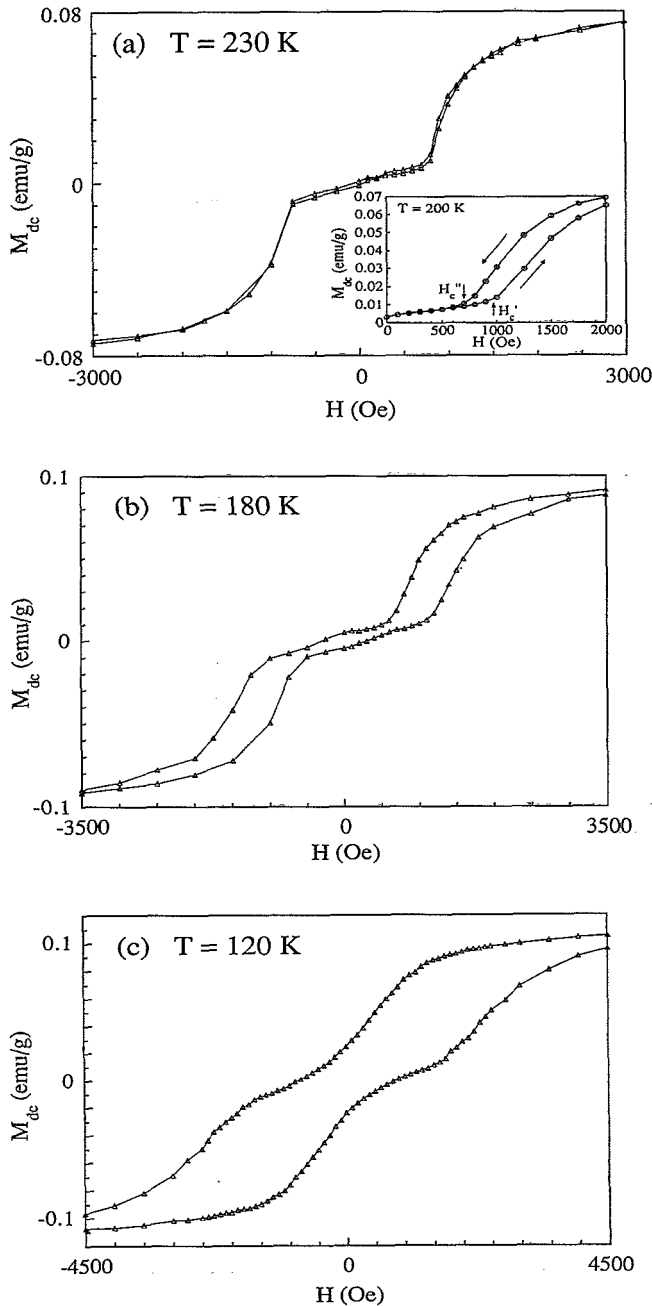 (a) T = 230 K
0.08
0
-0.08
M_dc (emu/g)
-3000 0 3000
H (Oe)
T = 200 K
0.07
0.06
0.05
0.04
0.03
0.02
0.01
0
M_dc (emu/g)
H_c''
H_c'
0 500 1000 1500 2000
H (Oe)
(b) T = 180 K
0.1
0
-0.1
M_dc (emu/g)
-3500 0 3500
H (Oe)
(c) T = 120 K
0.1
0
-0.1
M_dc (emu/g)
-4500 0 4500
H (Oe)